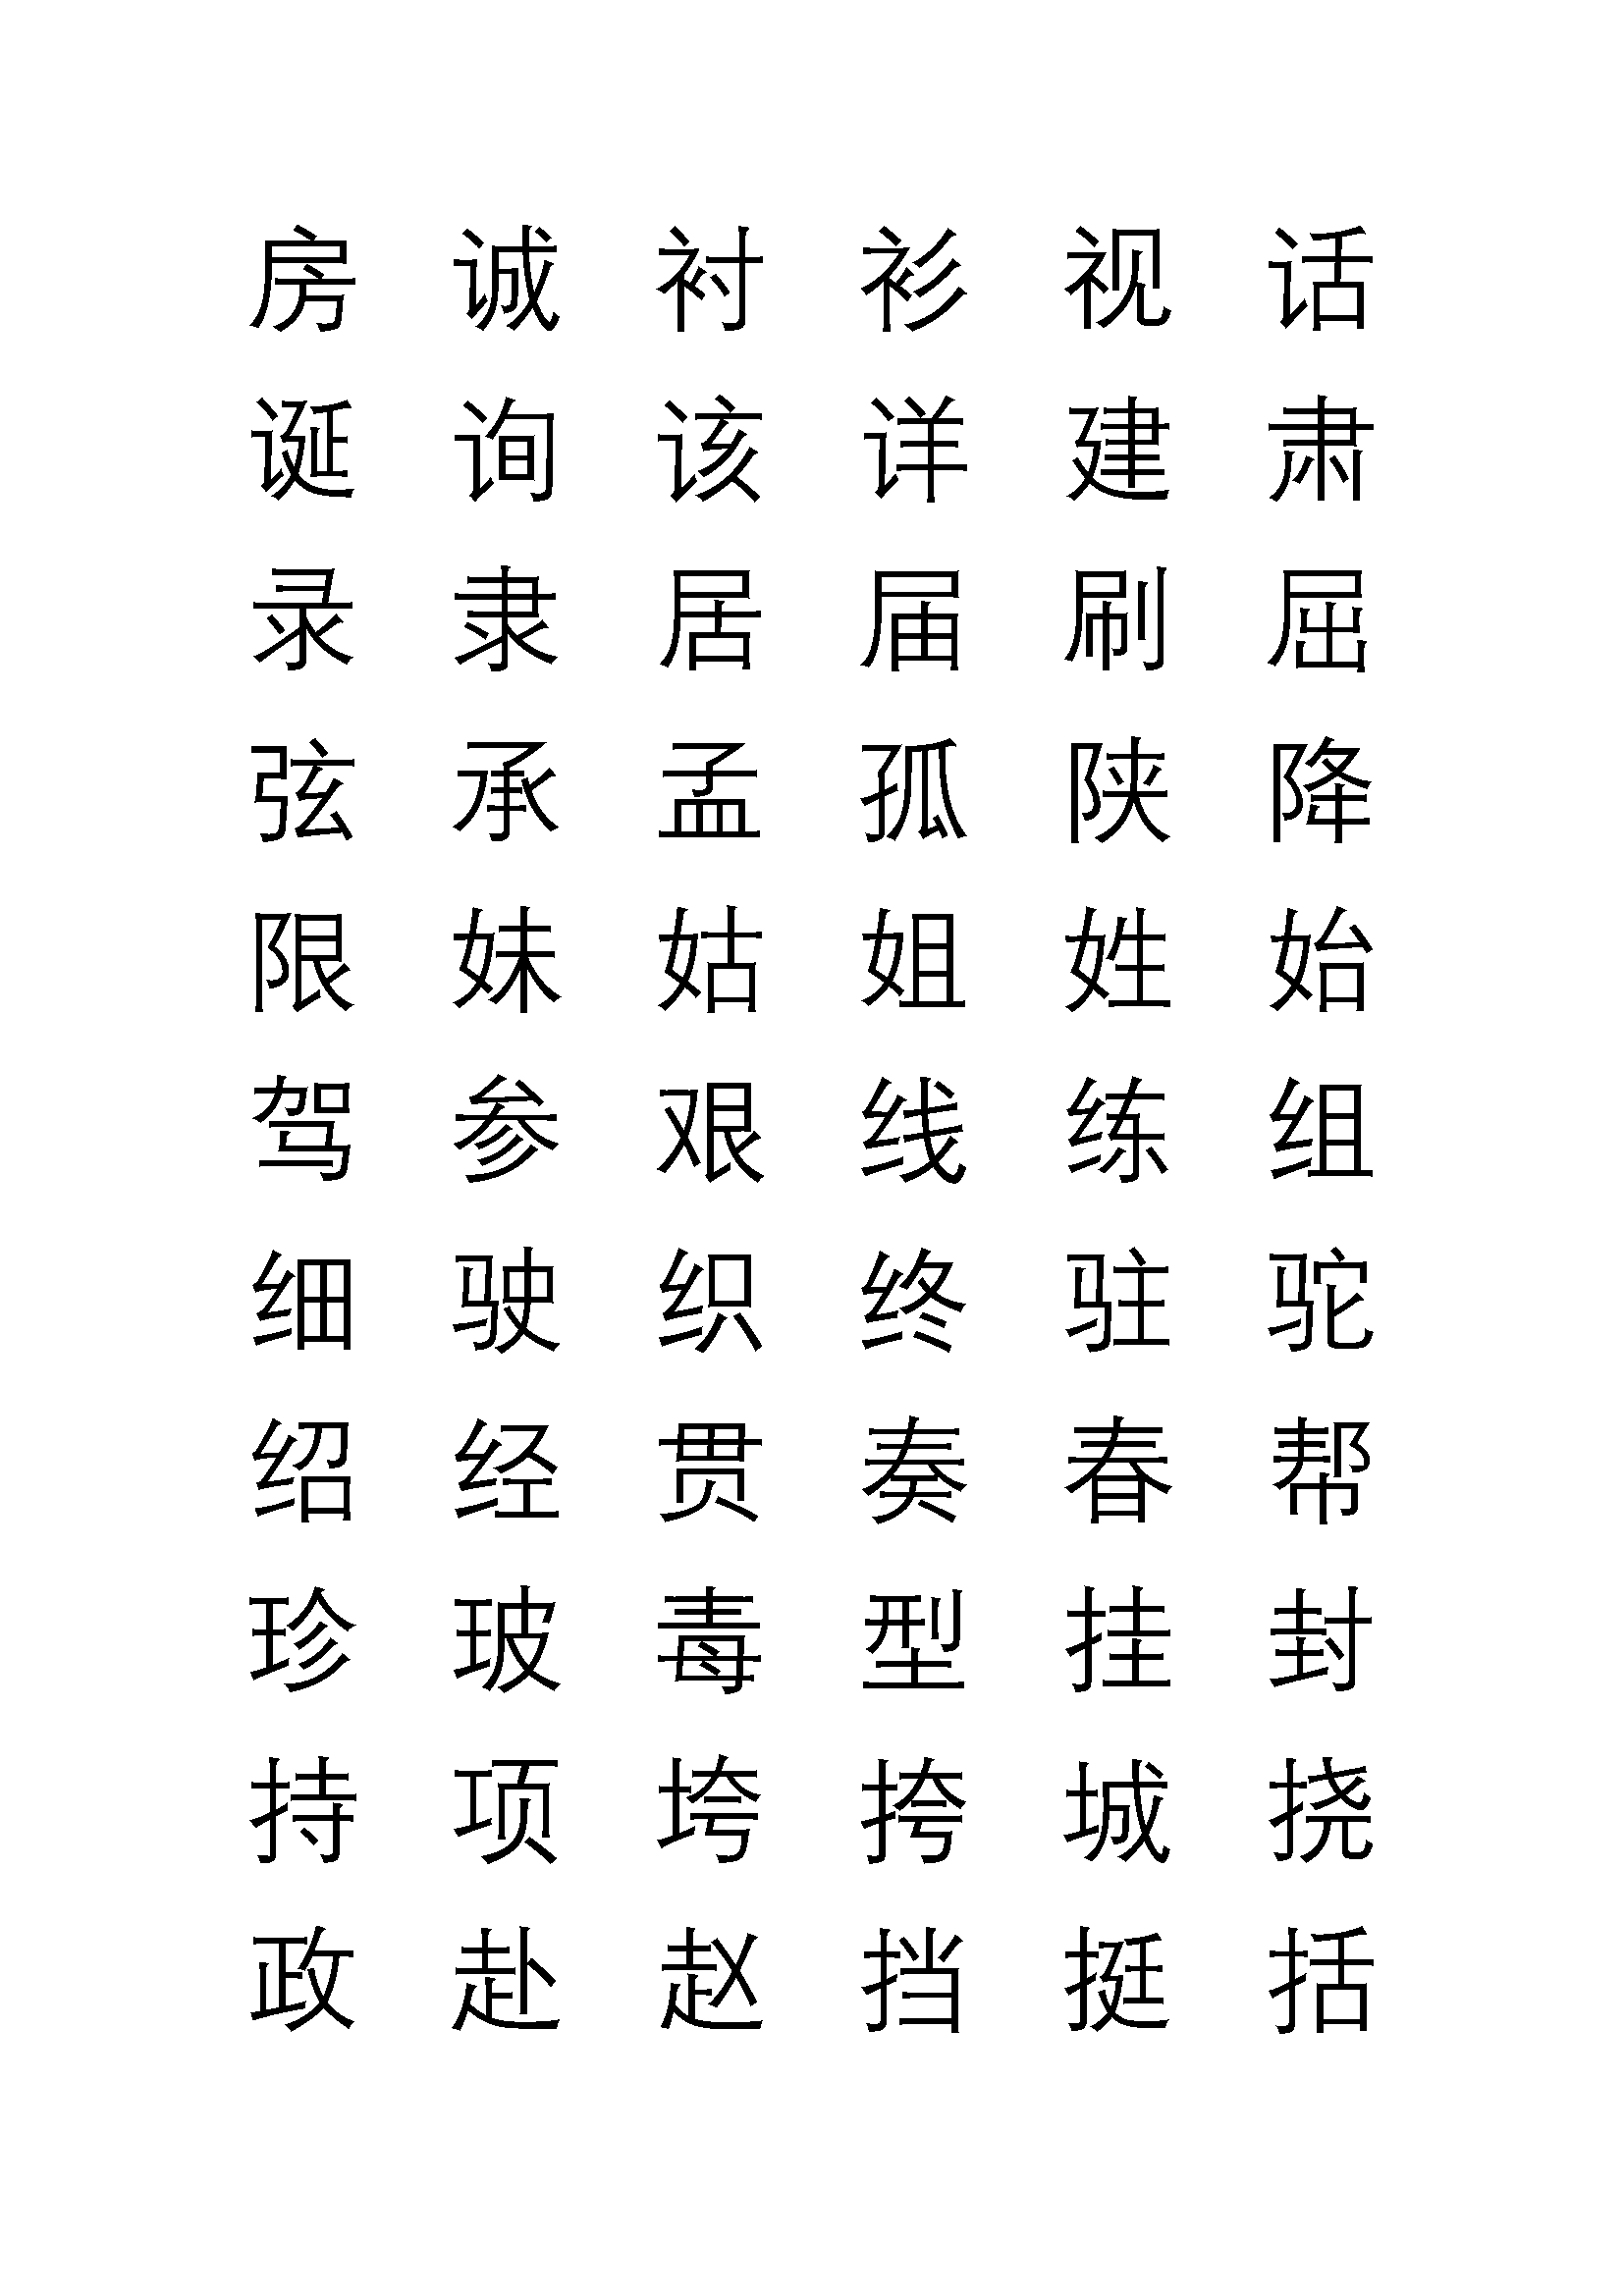 房 诚 衬 衫 视 话
诞 询 该 详 建 肃
录 隶 居 届 刷 屈
弦 承 孟 孤 陕 降
限 妹 姑 姐 姓 始
驾 参 艰 线 练 组
细 驶 织 终 驻 驼
绍 经 贯 奏 春 帮
珍 玻 毒 型 挂 封
持 项 垮 挎 城 挠
政 赴 赵 挡 挺 括